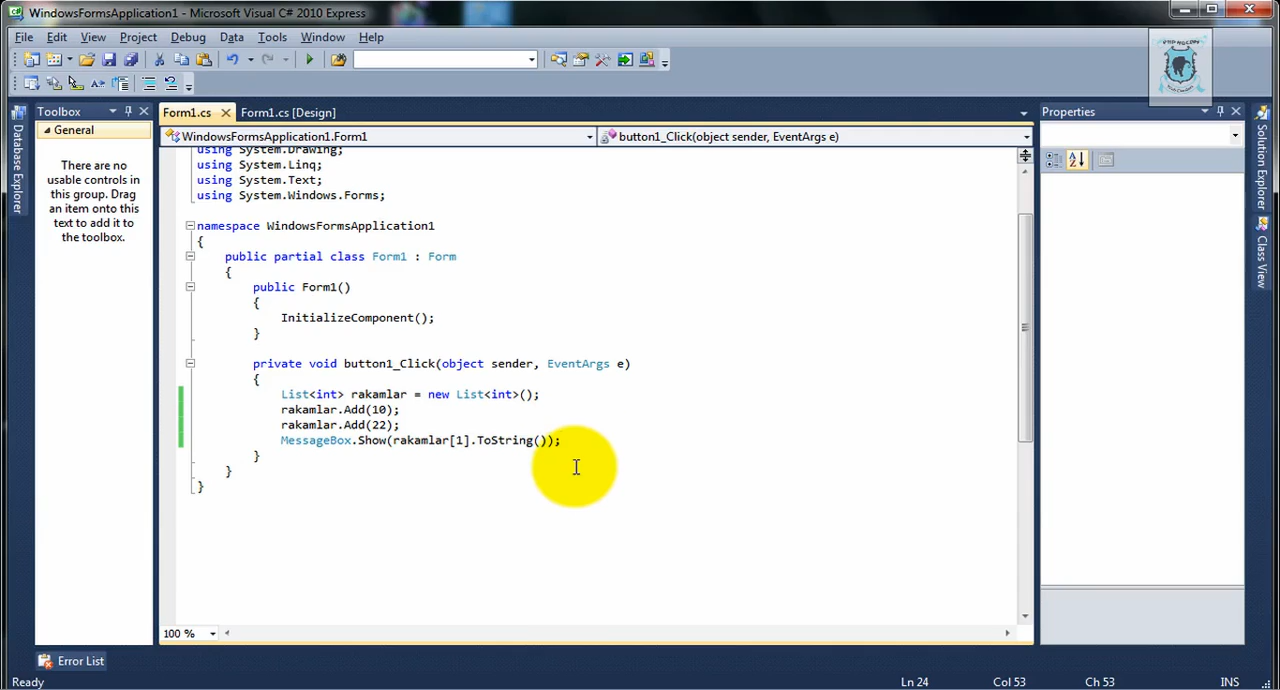 WindowsFormsApplication1 - Microsoft Visual C# 2010 Express
File Edit View Project Debug Data Tools Window Help
Toolbox
General
There are no
usable controls in
this group. Drag
an item onto this
text to add it to
the toolbox.
Database Explorer
Form1.cs Form1.cs [Design]
WindowsFormsApplication1.Form1 button1_Click(object sender, EventArgs e)
using System.Drawing;
using System.Linq;
using System.Text;
using System.Windows.Forms;
namespace WindowsFormsApplication1
{
public partial class Form1 : Form
{
public Form1()
{
InitializeComponent();
}
private void button1_Click(object sender, EventArgs e)
{
List<int> rakamlar = new List<int>();
rakamlar.Add(10);
rakamlar.Add(22);
MessageBox.Show(rakamlar[1].ToString());
}
}
}
100 %
Properties
Solution Explorer
Class View
Error List
Ready Ln 24 Col 53 Ch 53 INS